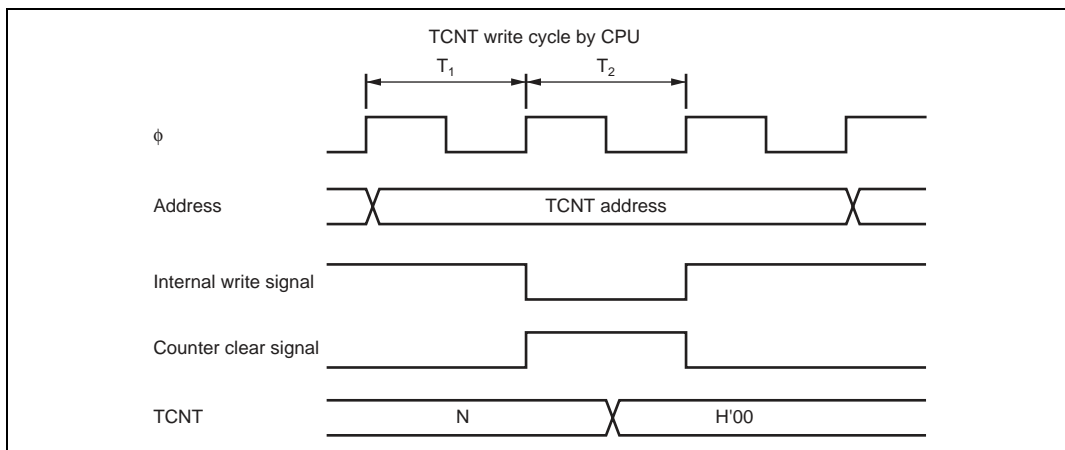 TCNT write cycle by CPU
T₁ T₂
ϕ
Address TCNT address
Internal write signal
Counter clear signal
TCNT N H'00